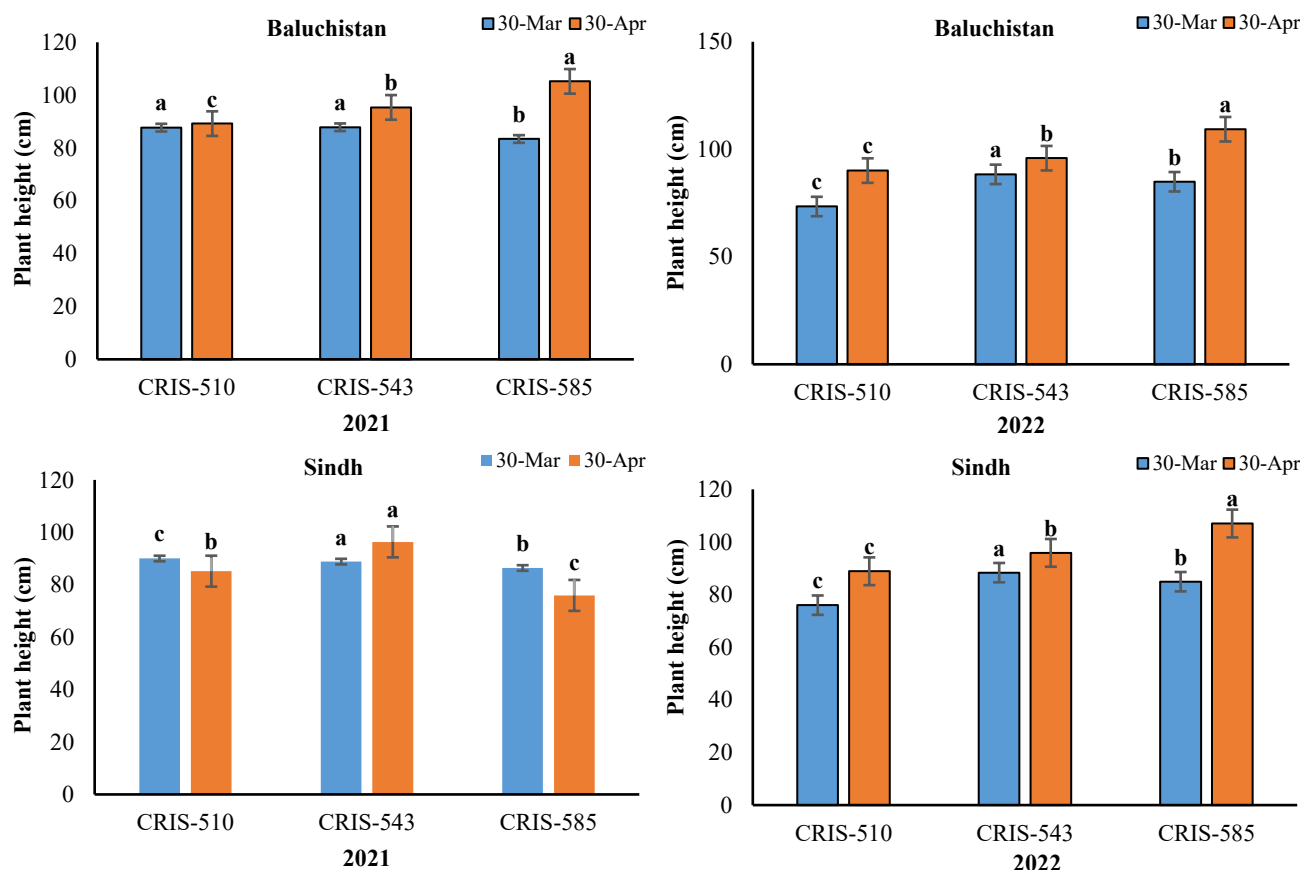 Baluchistan
30-Mar 30-Apr
Plant height (cm)
120
100
80
60
40
20
0
a c a b b a
CRIS-510 CRIS-543 CRIS-585
2021
Baluchistan
30-Mar 30-Apr
Plant height (cm)
150
100
50
0
c c a b b a
CRIS-510 CRIS-543 CRIS-585
2022
Sindh
30-Mar 30-Apr
Plant height (cm)
120
100
80
60
40
20
0
c b a a b c
CRIS-510 CRIS-543 CRIS-585
2021
Sindh
30-Mar 30-Apr
Plant height (cm)
120
100
80
60
40
20
0
c c a b b a
CRIS-510 CRIS-543 CRIS-585
2022